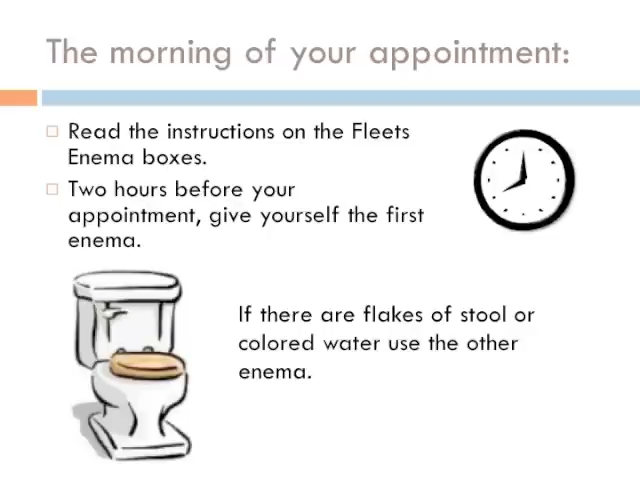 The morning of your appointment:
Read the instructions on the Fleets
Enema boxes.
Two hours before your
appointment, give yourself the first
enema.
If there are flakes of stool or
colored water use the other
enema.